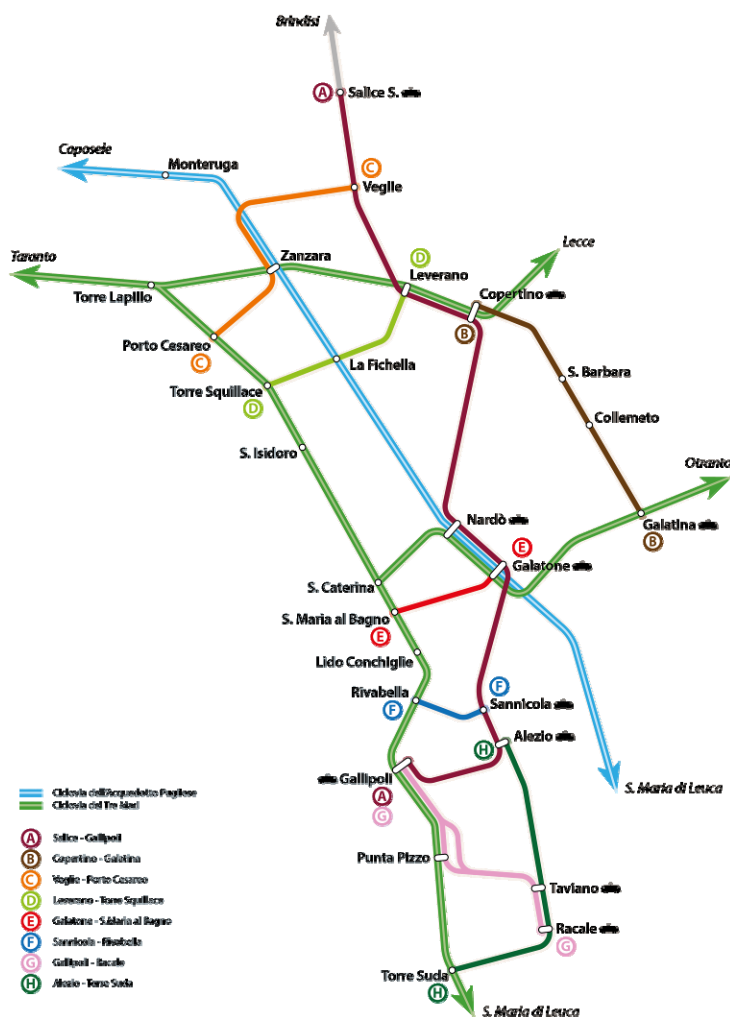 Brindisi
A
Salice S.
Caposele
Monteruga
C
Veglie
Lecce
Taranto
Zanzara
D
Leverano
Torre Lapillo
Copertino
B
Porto Cesareo
C
La Fichella
S. Barbara
Torre Squillace
D
Collemeto
S. Isidoro
Otranto
Nardò
Galatina
B
E
Galatone
S. Caterina
S. Maria al Bagno
E
Lido Conchiglie
F
Rivabella
F
Sannicola
H
Alezio
Gallipoli
A
G
S. Maria di Leuca
Ciclovia dell'Acquedotto Pugliese
Ciclovia dei Tre Mari
A Salice - Gallipoli
B Copertino - Galatina
C Veglie - Porto Cesareo
D Leverano - Torre Squillace
E Galatone - S.Maria al Bagno
F Sannicola - Rivabella
G Gallipoli - Racale
H Alezio - Torre Suda
Punta Pizzo
Taviano
Racale
G
Torre Suda
H
S. Maria di Leuca